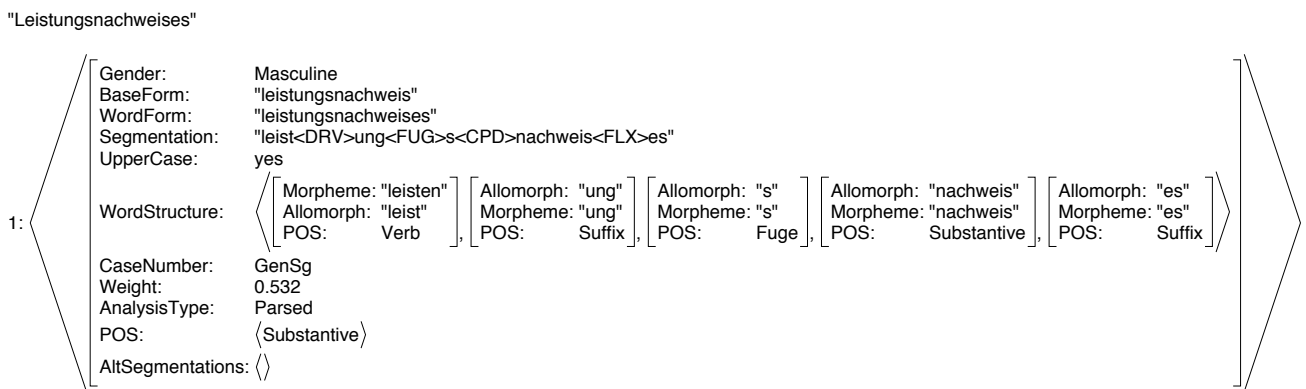 "Leistungsnachweises"
Gender: Masculine
BaseForm: "leistungsnachweis"
WordForm: "leistungsnachweises"
Segmentation: "leist<DRV>ung<FUG>s<CPD>nachweis<FLX>es"
UpperCase: yes
Morpheme: "leisten" Allomorph: "ung" Allomorph: "s" Allomorph: "nachweis" Allomorph: "es"
1: WordStructure: Allomorph: "leist" Morpheme: "ung" Morpheme: "s" Morpheme: "nachweis" Morpheme: "es"
POS: Verb , POS: Suffix , POS: Fuge , POS: Substantive , POS: Suffix
CaseNumber: GenSg
Weight: 0.532
AnalysisType: Parsed
POS: ⟨Substantive⟩
AltSegmentations: ⟨⟩